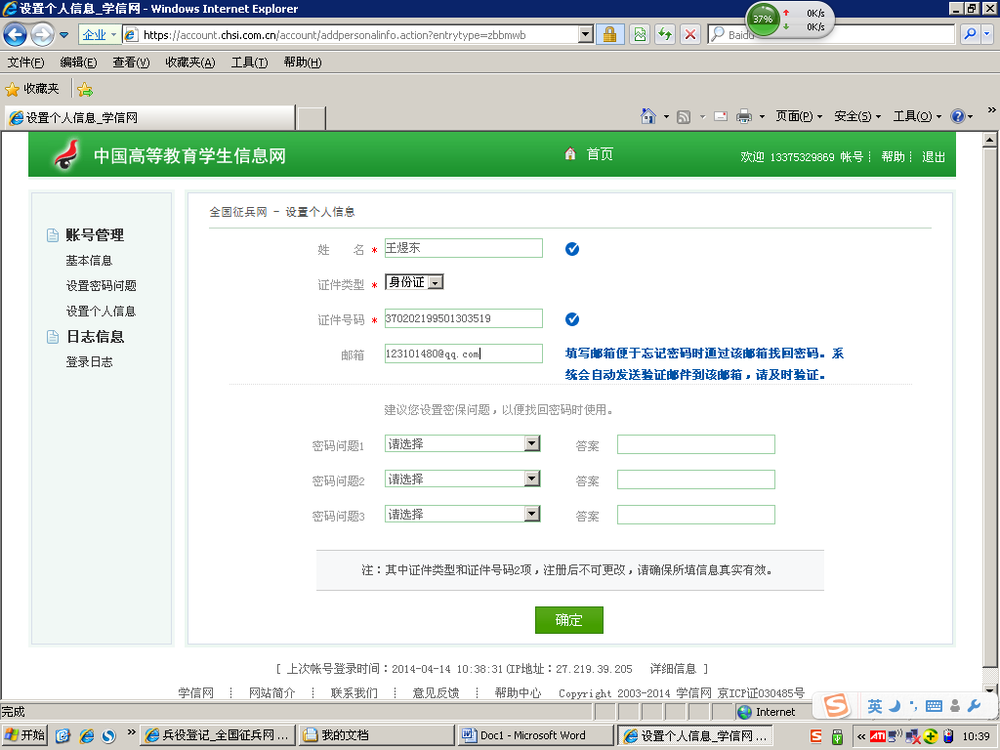 设置个人信息_学信网 - Windows Internet Explorer
37%
0K/s
0K/s
企业
https://account.chsi.com.cn/account/addpersonalinfo.action?entrytype=zbbmwb
Baid
文件(F) 编辑(E) 查看(V) 收藏夹(A) 工具(T) 帮助(H)
收藏夹
设置个人信息_学信网
页面(P) 安全(S) 工具(O)
中国高等教育学生信息网
首页
欢迎 13375329869 帐号 帮助 退出
账号管理
基本信息
设置密码问题
设置个人信息
日志信息
登录日志
全国征兵网 - 设置个人信息
姓 名 * 王煜东
证件类型 * 身份证
证件号码 * 370202199501303519
邮箱 123101480@qq.com
填写邮箱便于忘记密码时通过该邮箱找回密码。系
统会自动发送验证邮件到该邮箱，请及时验证。
建议您设置密保问题，以便找回密码时使用。
密码问题1 请选择 答案
密码问题2 请选择 答案
密码问题3 请选择 答案
注：其中证件类型和证件号码2项，注册后不可更改，请确保所填信息真实有效。
确定
[ 上次帐号登录时间：2014-04-14 10:38:31(IP地址：27.219.39.205 详细信息 ]
学信网 网站简介 联系我们 意见反馈 帮助中心 Copyright 2003-2014 学信网 京ICP证030485号
完成
Internet
英
开始
兵役登记_全国征兵网 ...
我的文档
Doc1 - Microsoft Word
设置个人信息_学信网 ...
ATI
10:39